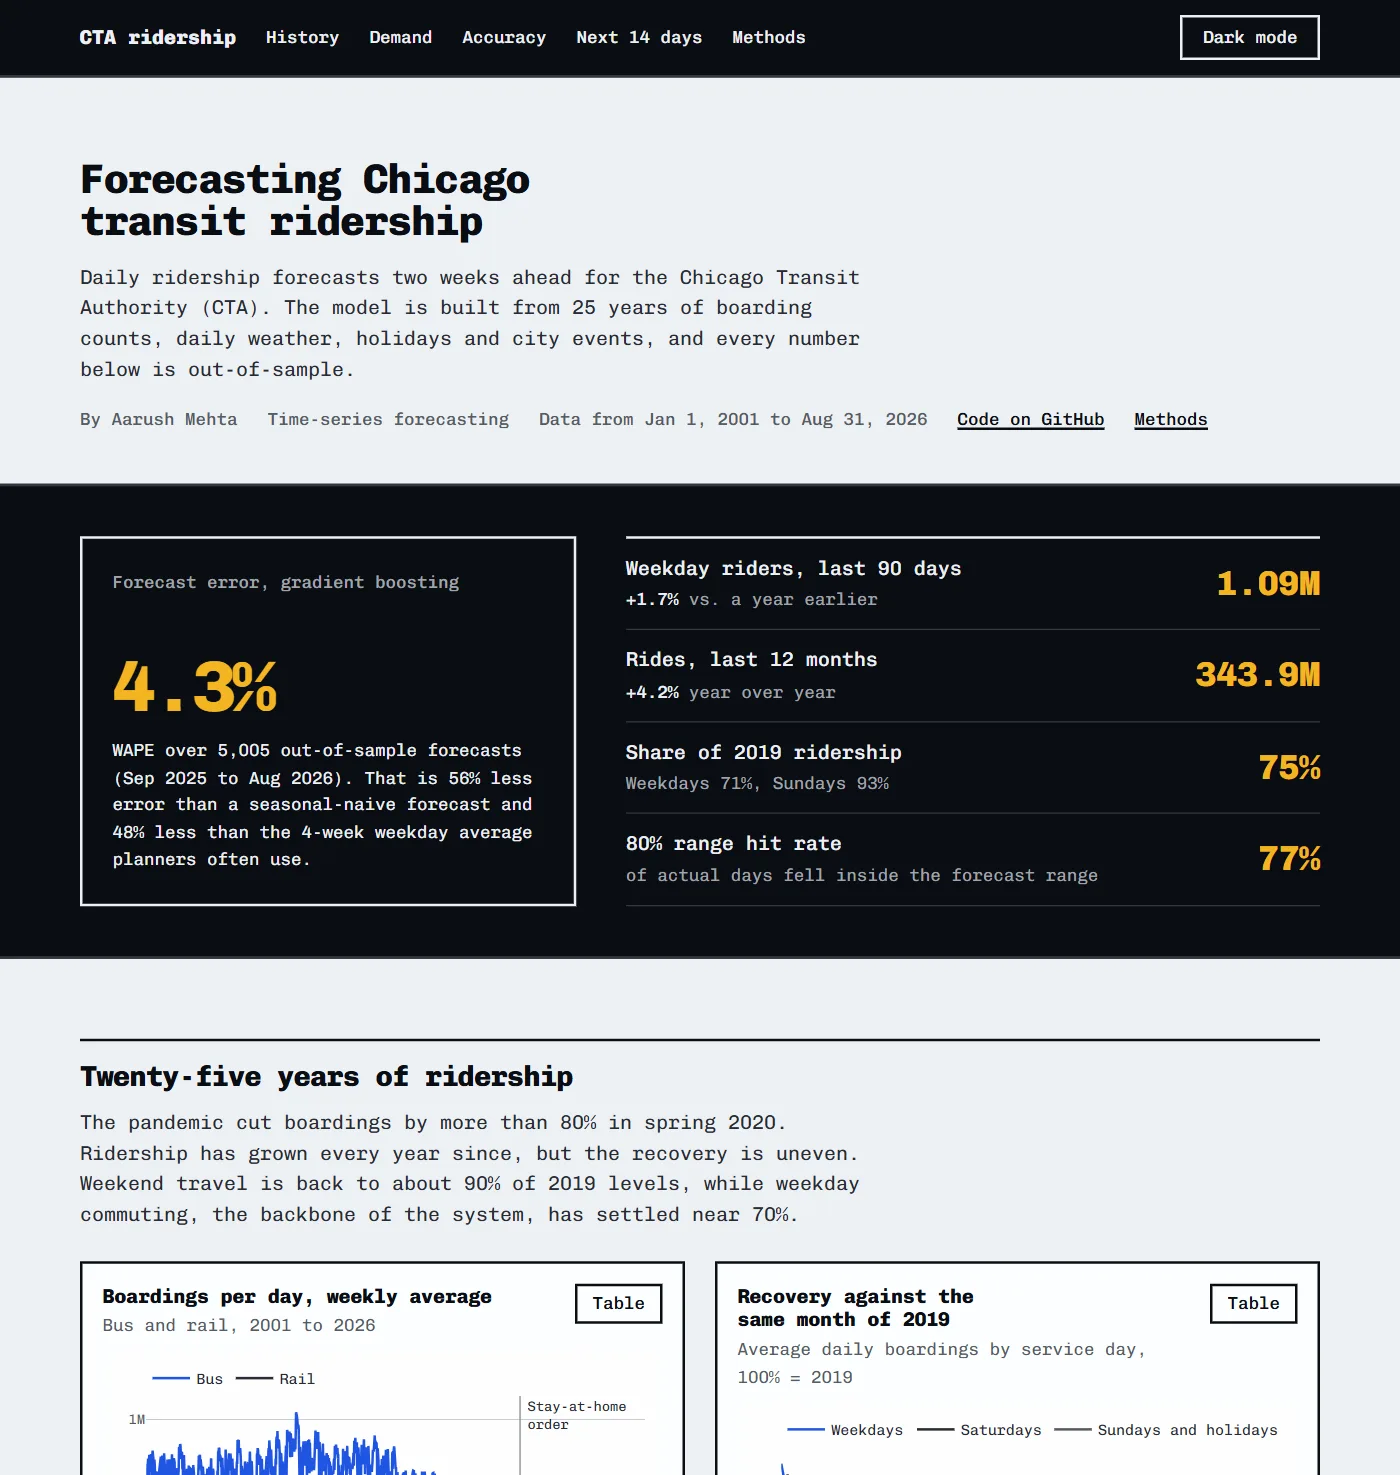 CTA ridership History Demand Accuracy Next 14 days Methods Dark mode
Forecasting Chicago
transit ridership
Daily ridership forecasts two weeks ahead for the Chicago Transit
Authority (CTA). The model is built from 25 years of boarding
counts, daily weather, holidays and city events, and every number
below is out-of-sample.
By Aarush Mehta Time-series forecasting Data from Jan 1, 2001 to Aug 31, 2026 Code on GitHub Methods
Forecast error, gradient boosting
4.3%
WAPE over 5,005 out-of-sample forecasts
(Sep 2025 to Aug 2026). That is 56% less
error than a seasonal-naive forecast and
48% less than the 4-week weekday average
planners often use.
Weekday riders, last 90 days
+1.7% vs. a year earlier
1.09M
Rides, last 12 months
+4.2% year over year
343.9M
Share of 2019 ridership
Weekdays 71%, Sundays 93%
75%
80% range hit rate
of actual days fell inside the forecast range
77%
Twenty-five years of ridership
The pandemic cut boardings by more than 80% in spring 2020.
Ridership has grown every year since, but the recovery is uneven.
Weekend travel is back to about 90% of 2019 levels, while weekday
commuting, the backbone of the system, has settled near 70%.
Boardings per day, weekly average
Bus and rail, 2001 to 2026
Table
Bus Rail
Stay-at-home
order
1M
Recovery against the
same month of 2019
Average daily boardings by service day,
100% = 2019
Table
Weekdays Saturdays Sundays and holidays